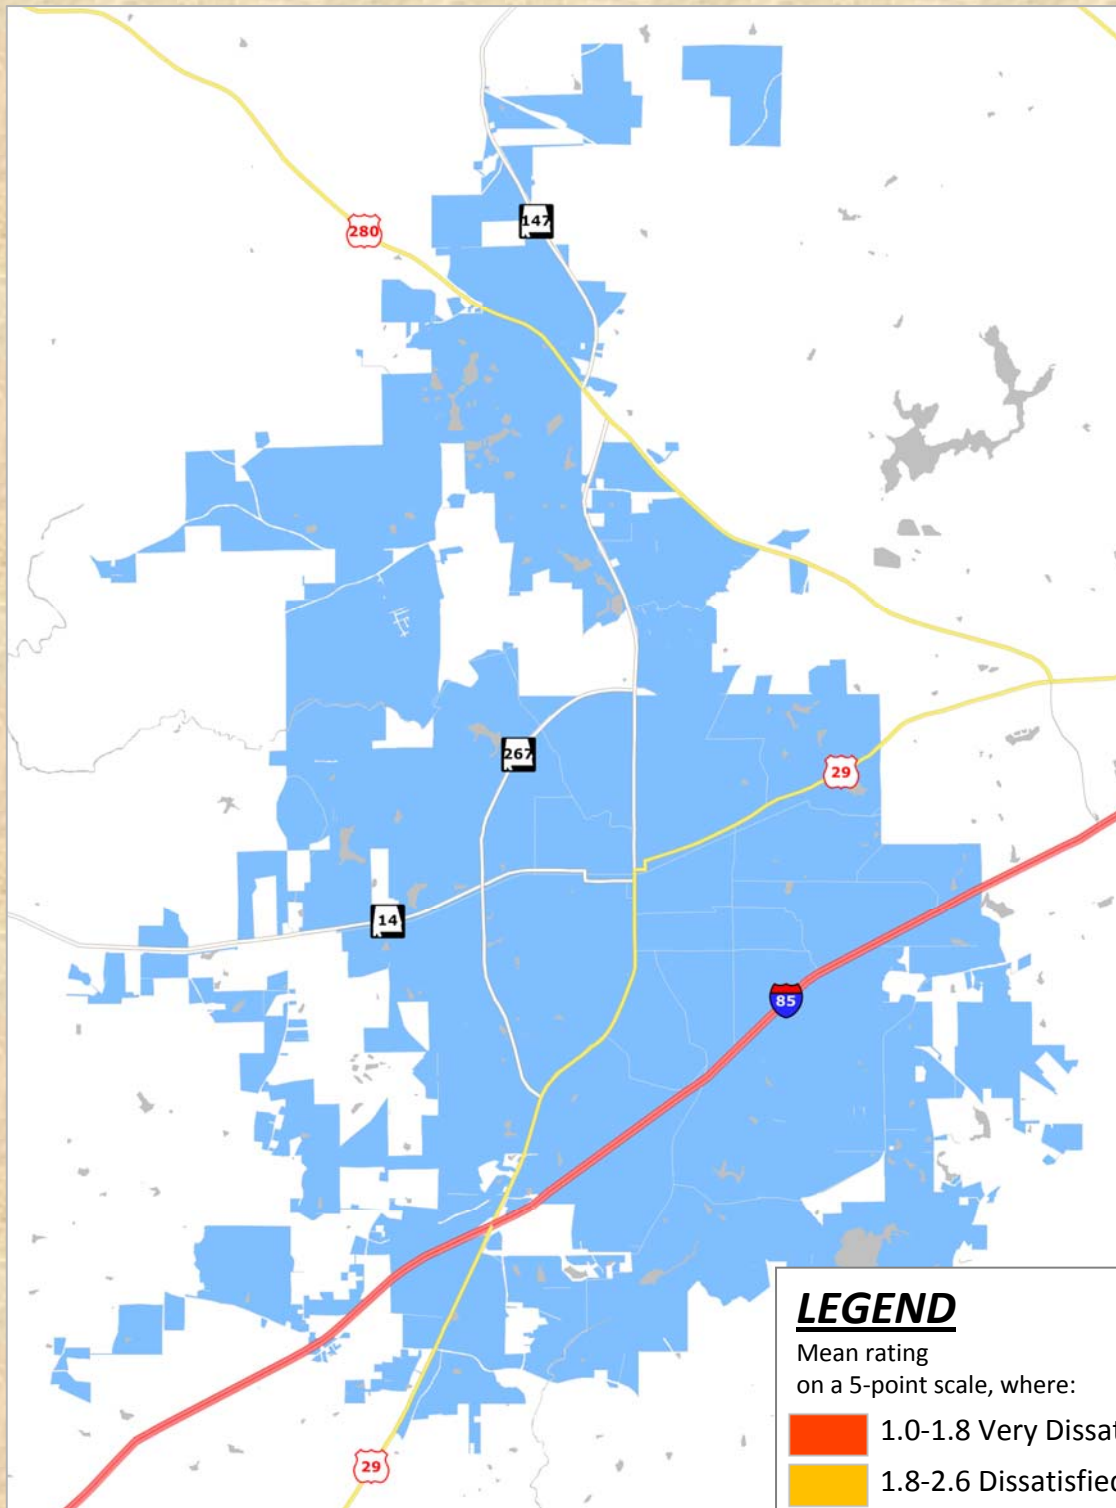 147
280
267
29
14
85
29
LEGEND
Mean rating
on a 5-point scale, where:
1.0-1.8 Very Dissat
1.8-2.6 Dissatisfied